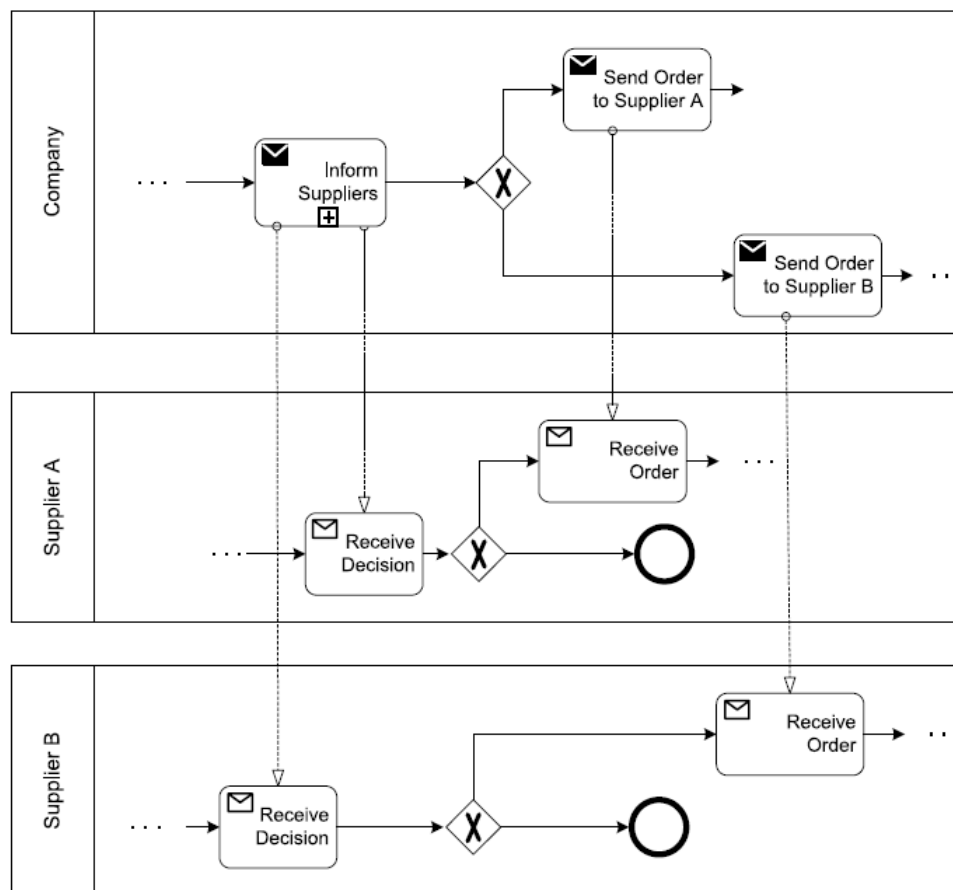 Company
Send Order
to Supplier A
Inform
Suppliers
X
. . .
Send Order
to Supplier B
. . .
Supplier A
Receive
Order
. . .
Receive
Decision
X
. . .
Supplier B
Receive
Order
. . .
Receive
Decision
X
. . .